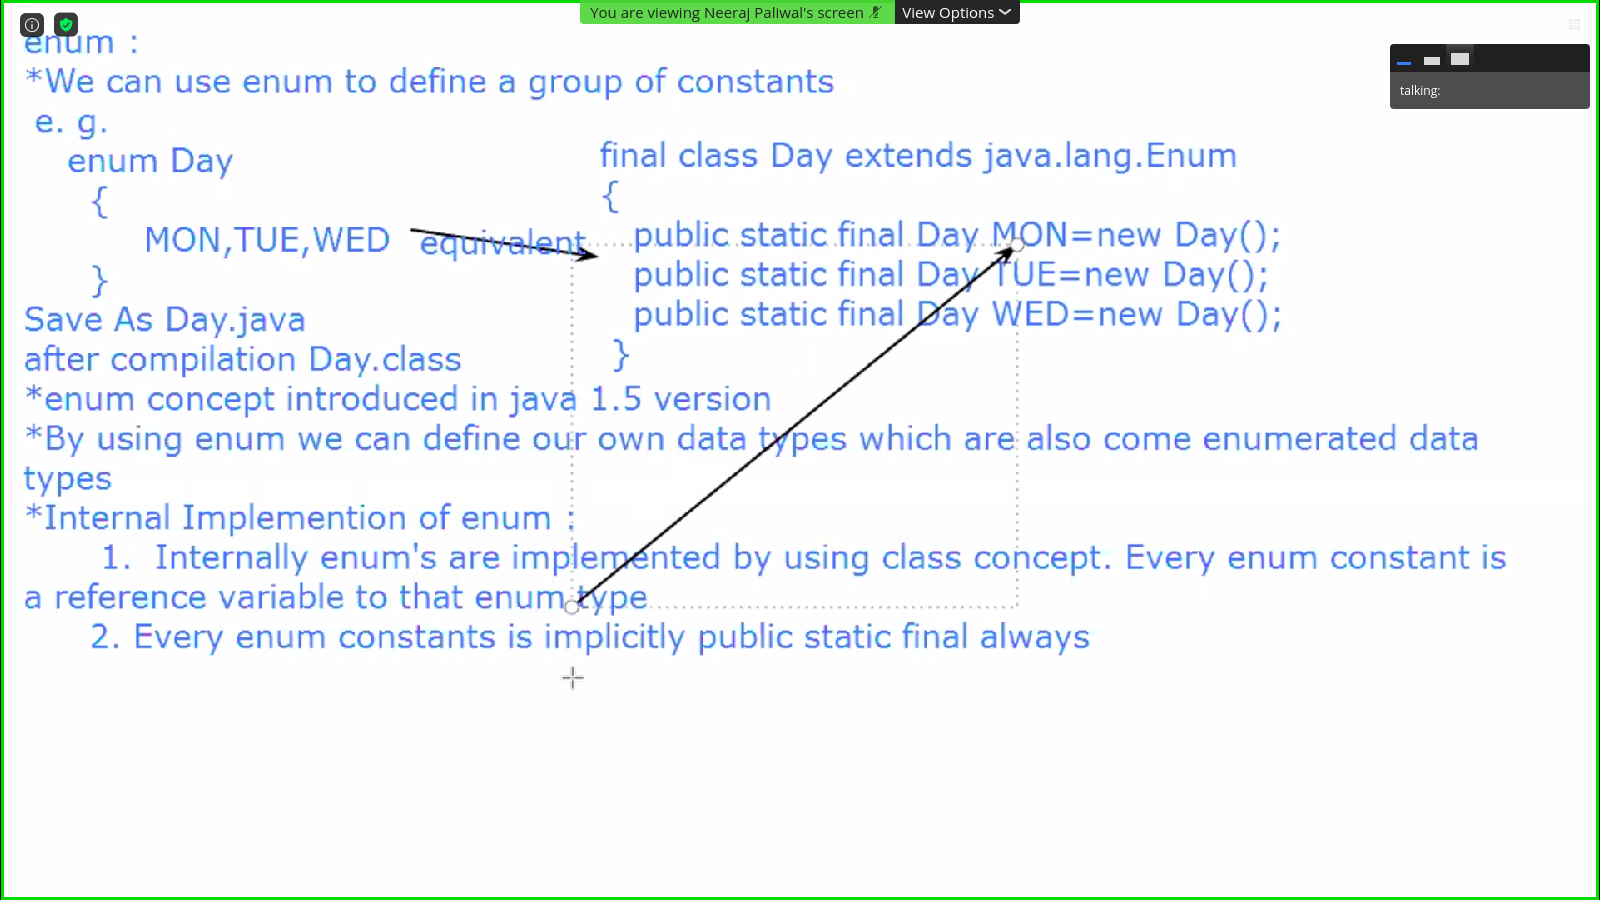 You are viewing Neeraj Paliwal's screen View Options
talking:
enum :
*We can use enum to define a group of constants
e. g.
enum Day
{
MON,TUE,WED
}
equivalent
final class Day extends java.lang.Enum
{
public static final Day MON=new Day();
public static final Day TUE=new Day();
public static final Day WED=new Day();
}
Save As Day.java
after compilation Day.class
*enum concept introduced in java 1.5 version
*By using enum we can define our own data types which are also come enumerated data
types
*Internal Implemention of enum :
1. Internally enum's are implemented by using class concept. Every enum constant is
a reference variable to that enum type
2. Every enum constants is implicitly public static final always